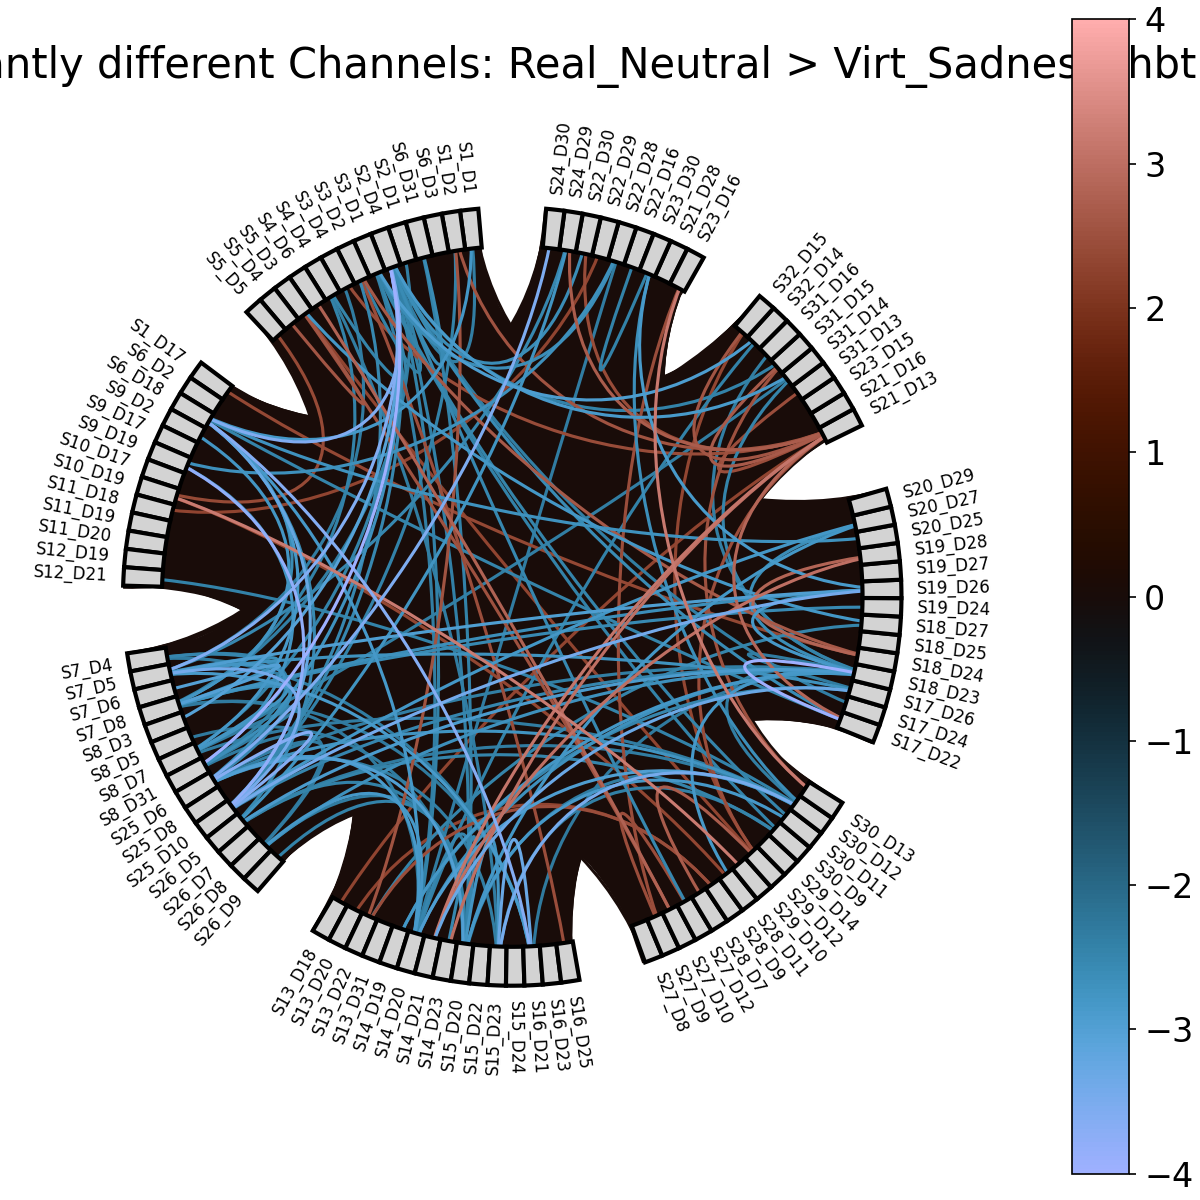 antly different Channels: Real_Neutral > Virt_Sadnes hbt
S5_D5
S5_D4
S5_D3
S4_D6
S4_D4
S3_D4
S3_D2
S3_D1
S2_D4
S2_D1
S6_D31
S6_D3
S1_D2
S1_D1
S24_D30
S24_D29
S22_D30
S22_D29
S22_D28
S22_D16
S23_D30
S21_D28
S23_D16
S32_D15
S32_D14
S31_D16
S31_D15
S31_D14
S31_D13
S23_D15
S21_D16
S21_D13
S20_D29
S20_D27
S20_D25
S19_D28
S19_D27
S19_D26
S19_D24
S18_D27
S18_D25
S18_D24
S18_D23
S17_D26
S17_D24
S17_D22
S30_D13
S30_D12
S30_D11
S30_D9
S29_D14
S29_D12
S29_D10
S28_D11
S28_D9
S28_D7
S27_D12
S27_D10
S27_D9
S27_D8
S16_D25
S16_D23
S16_D21
S15_D24
S15_D23
S15_D22
S15_D20
S14_D23
S14_D21
S14_D20
S14_D19
S13_D31
S13_D22
S13_D20
S13_D18
S26_D9
S26_D8
S26_D7
S26_D5
S25_D10
S25_D8
S25_D6
S8_D31
S8_D7
S8_D5
S8_D3
S7_D8
S7_D6
S7_D5
S7_D4
S12_D21
S12_D19
S11_D20
S11_D19
S11_D18
S10_D19
S10_D17
S9_D19
S9_D17
S9_D2
S6_D18
S6_D2
S1_D17
4
3
2
1
0
−1
−2
−3
−4